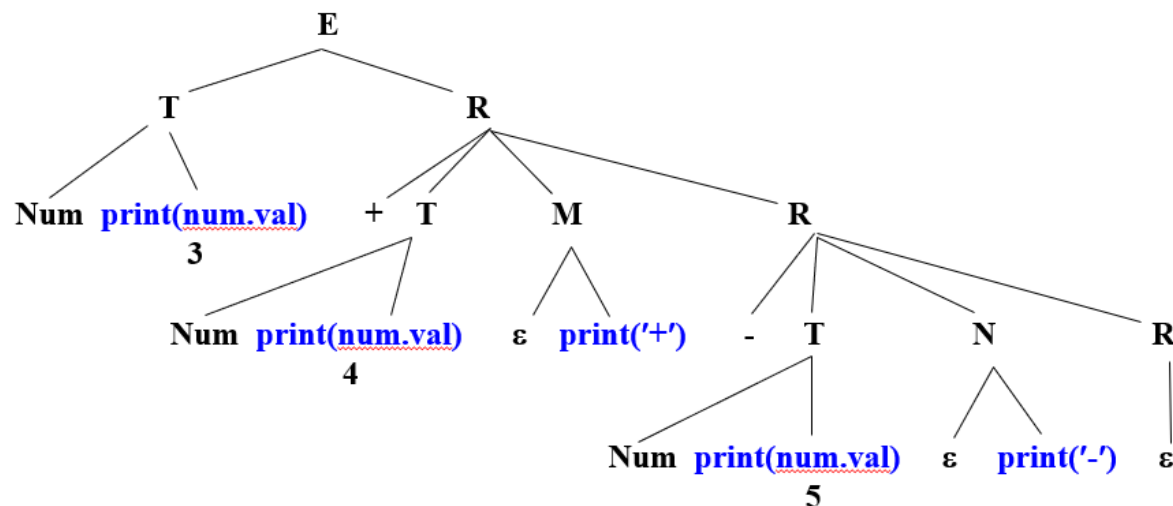 E
T R
Num print(num.val) + T M R
3
Num print(num.val) ε print('+') - T N R
4
Num print(num.val) ε print('-') ε
5